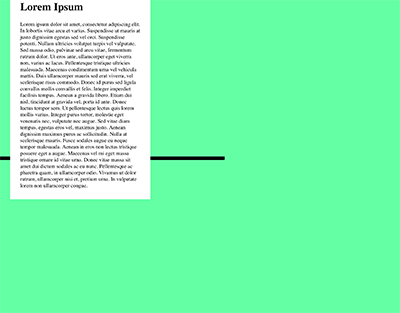 Lorem Ipsum
Lorem ipsum dolor sit amet, consectetur adipiscing elit.
In lobortis vitae arcu et varius. Suspendisse at mauris at
justo dignissim egestas sed vel orci. Suspendisse
potenti. Nullam ultricies volutpat turpis vel vulputate.
Sed massa odio, pulvinar sed arcu vitae, fermentum
rutrum dolor. Ut eros ante, ullamcorper eget viverra
non, varius ac lacus. Pellentesque tristique ultricies
malesuada. Maecenas condimentum urna vel vehicula
mattis. Duis ullamcorper mauris sed erat viverra, vel
scelerisque risus egestas. Donec id purus sed ligula
convallis mollis convallis et felis. Integer imperdiet
facilisis tempus. Aenean a gravida libero. Etiam dui
nisl, tincidunt at gravida vel, porta id ante. Donec
luctus tempor sem. Ut pellentesque lectus quis lorem
mollis varius. Integer purus tortor, molestie eget
venenatis nec, vulputate nec augue. Sed vitae diam
tempus, egestas eros vel, maximus justo. Aenean
dignissim maximus purus ac sollicitudin. Nulla at
scelerisque mauris. Fusce sodales augue eu neque
tempor malesuada. Aenean in eros non lectus tristique
posuere eget a augue. Maecenas vel mi eget massa
tristique ornare id vitae urna. Donec vitae massa sit
amet dui dictum sodales ac eu nunc. Pellentesque ac
pharetra quam, in ullamcorper odio. Vivamus ut dolor
rutrum, ullamcorper nisi et, pretium urna. In vulputate
lorem non ullamcorper congue.